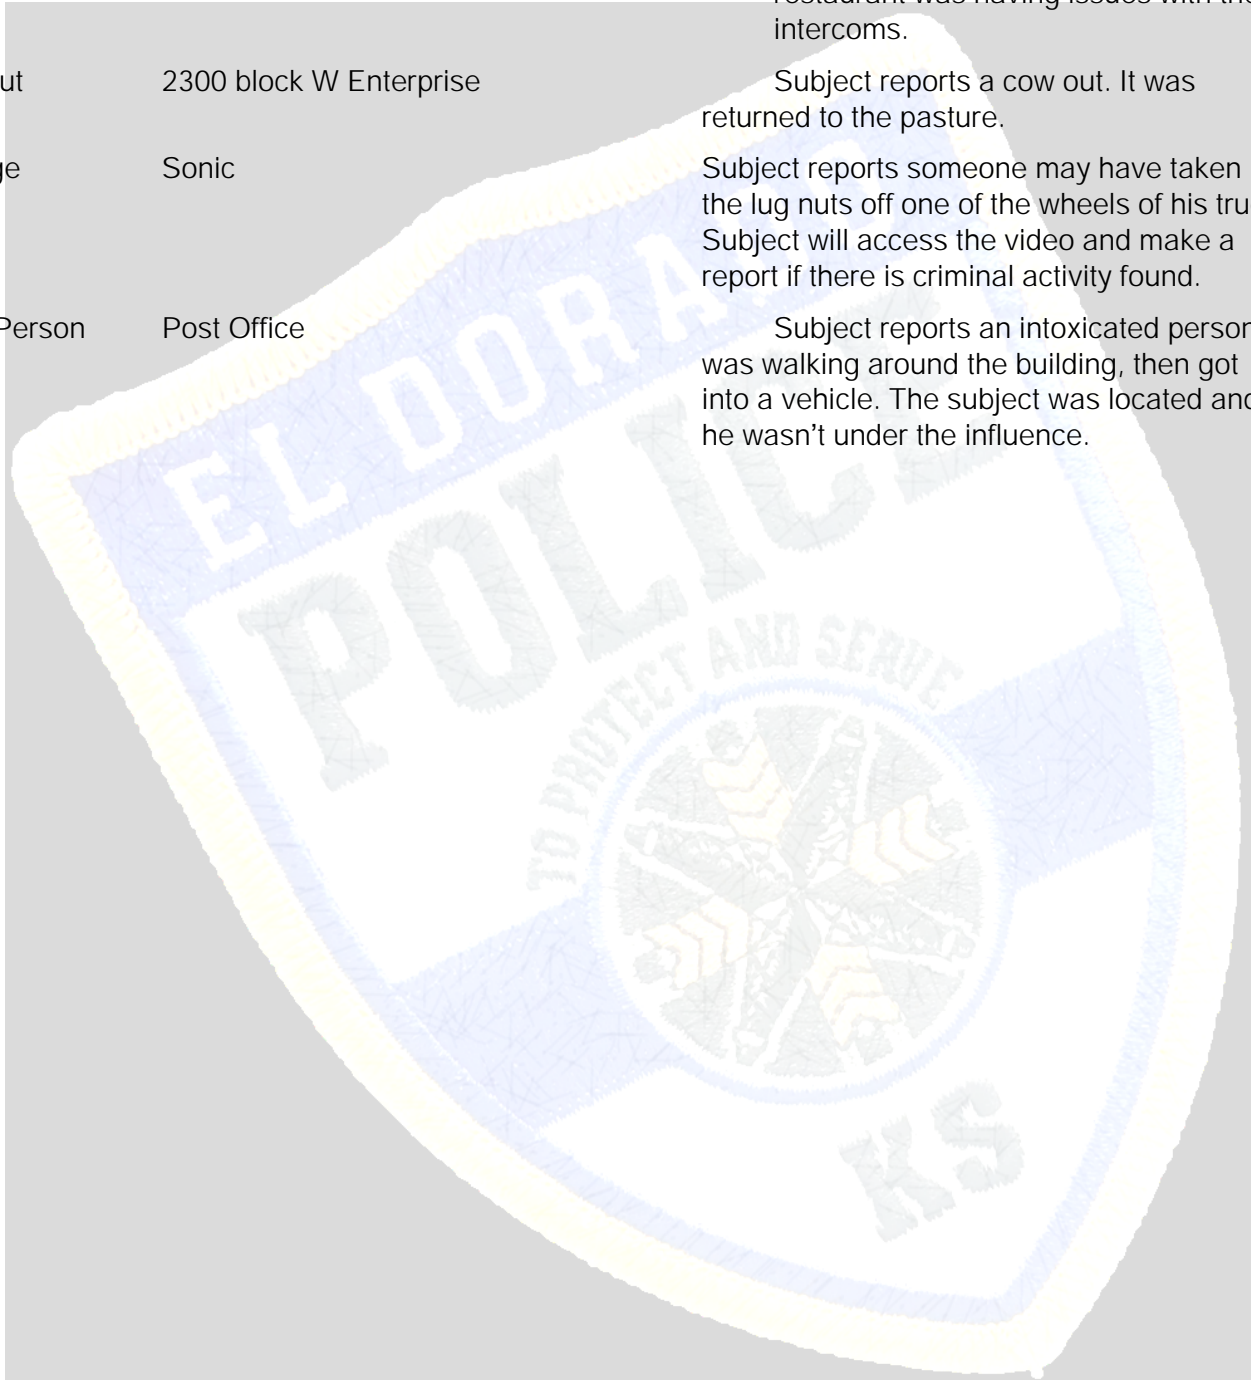 intercoms.
ut 2300 block W Enterprise Subject reports a cow out. It was
returned to the pasture.
ge Sonic Subject reports someone may have taken
the lug nuts off one of the wheels of his tru
Subject will access the video and make a
report if there is criminal activity found.
Person Post Office Subject reports an intoxicated person
was walking around the building, then got
into a vehicle. The subject was located and
he wasn’t under the influence.
EL DORADO
POLICE
TO PROTECT AND SERVE
KS